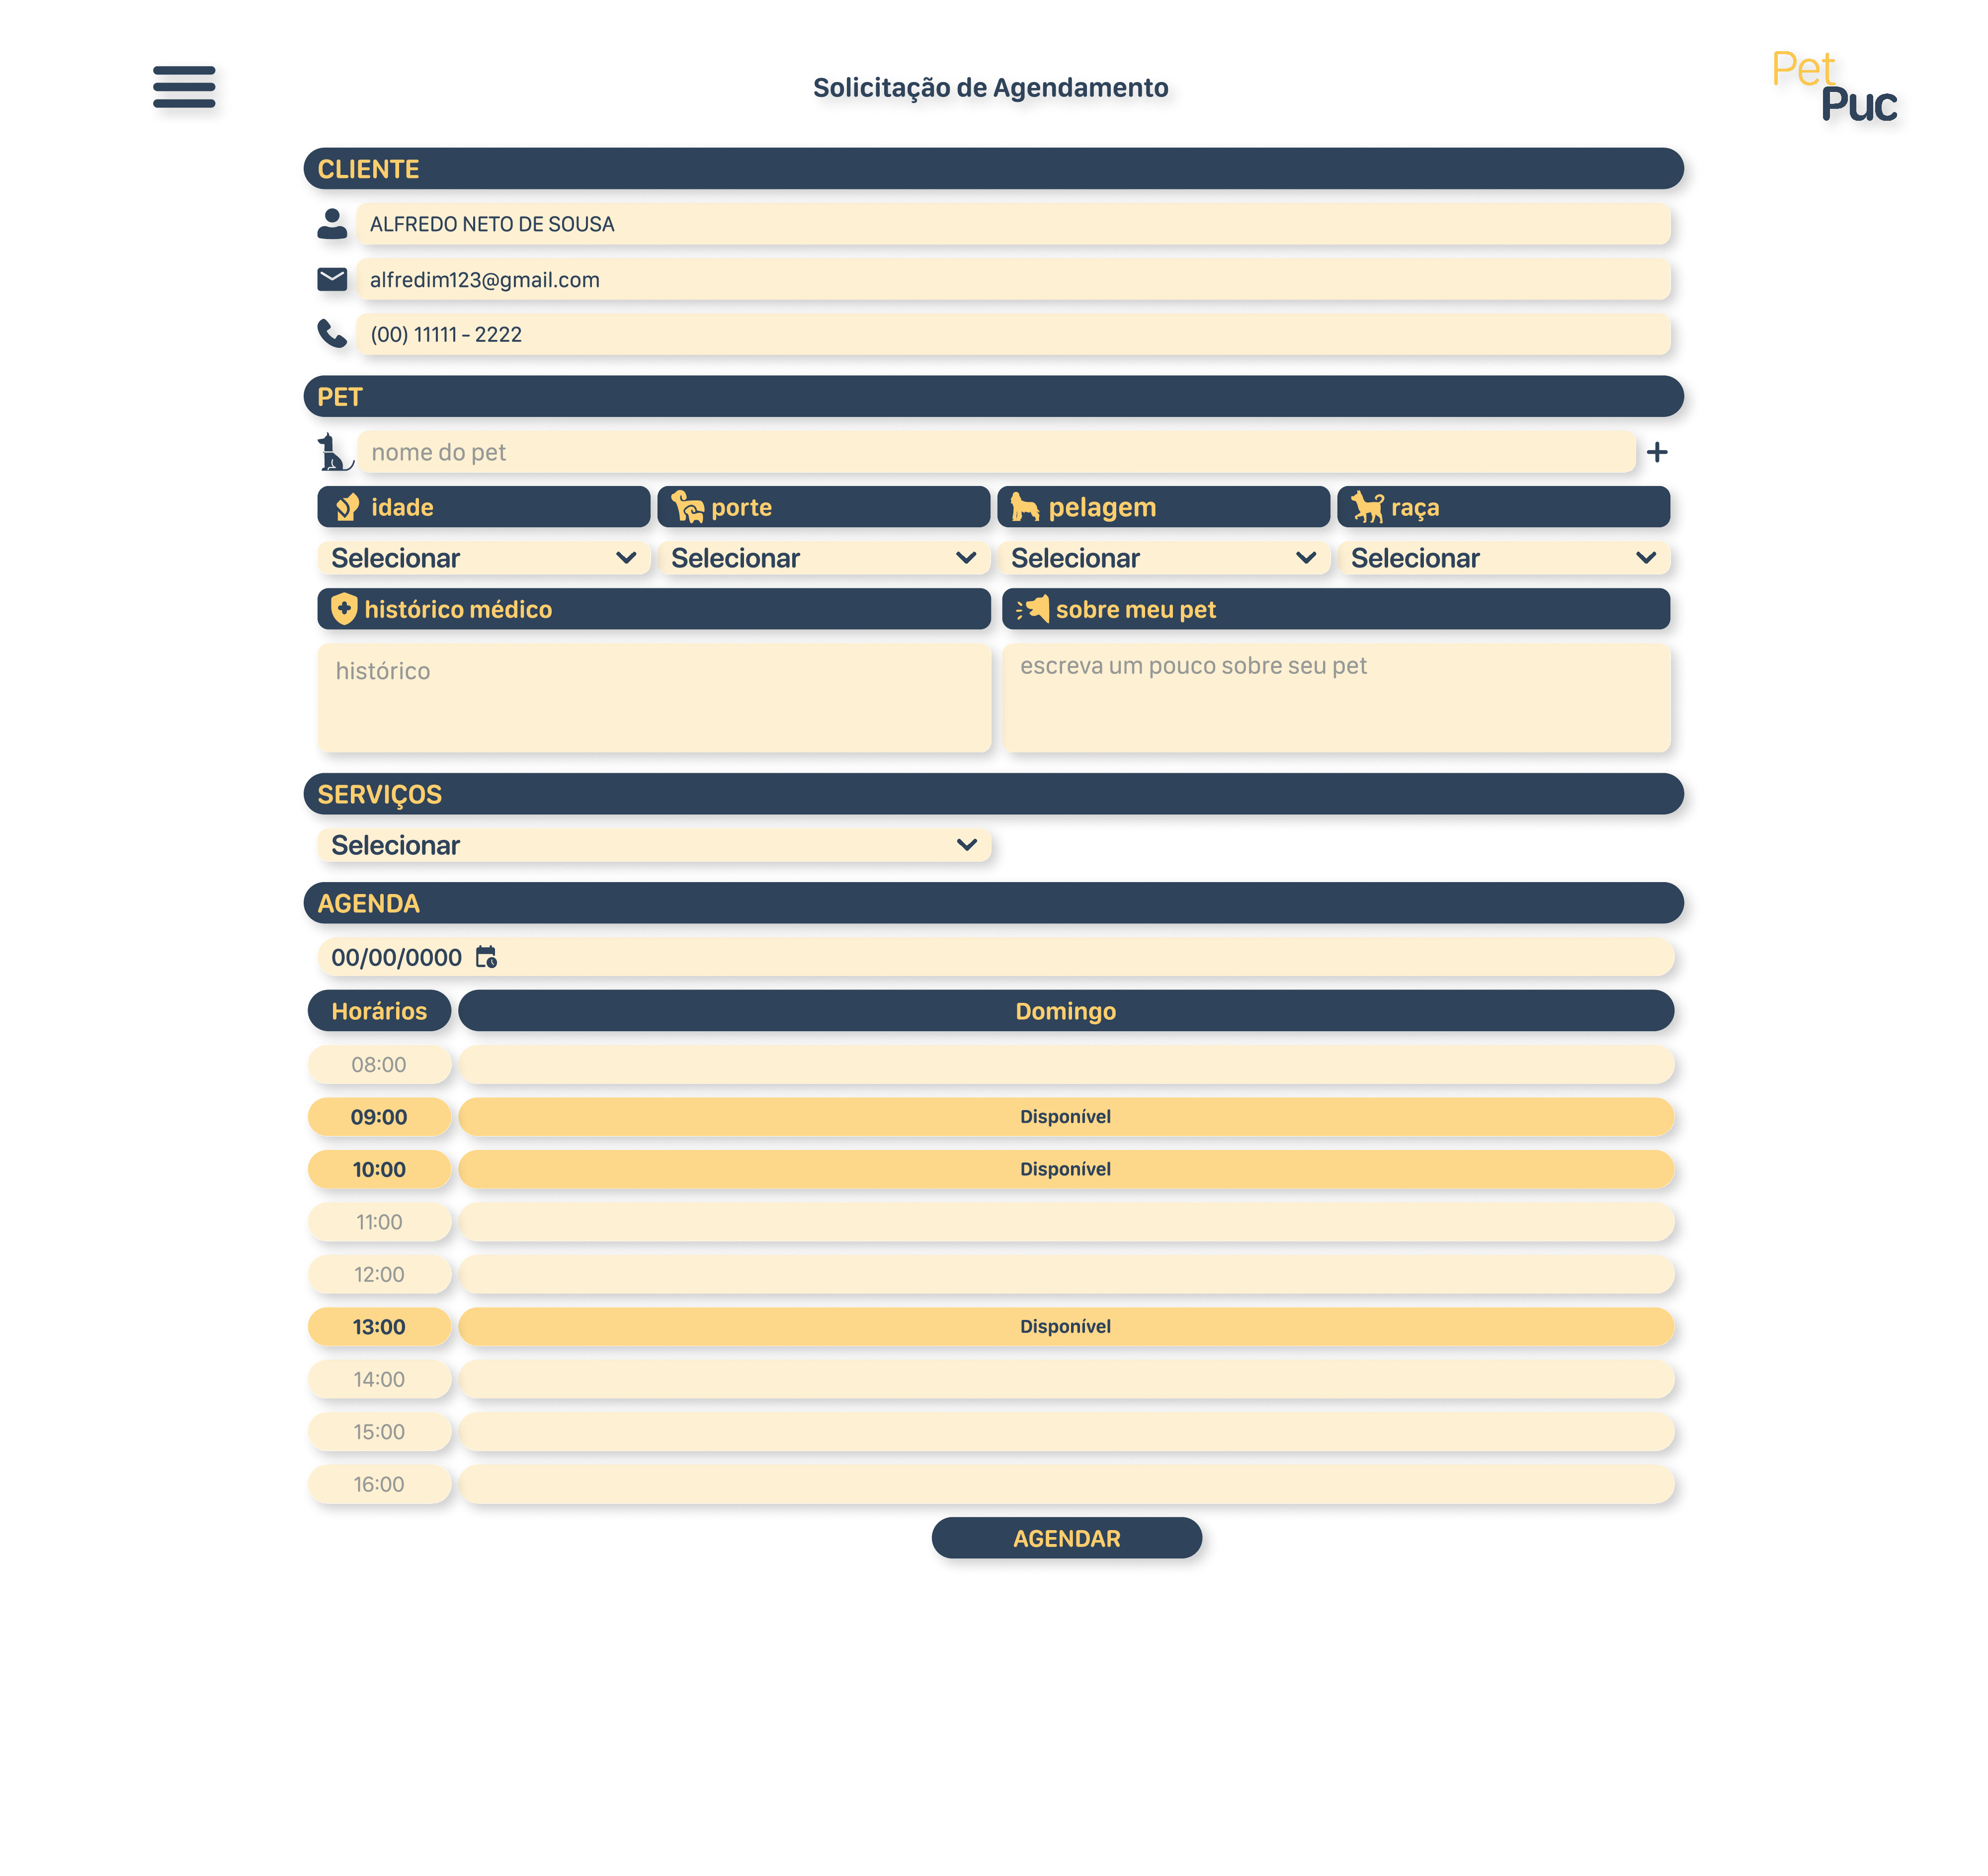 Solicitação de Agendamento
Pet
Puc
CLIENTE
ALFREDO NETO DE SOUSA
alfredim123@gmail.com
(00) 11111 - 2222
PET
nome do pet
idade porte pelagem raça
Selecionar Selecionar Selecionar Selecionar
histórico médico sobre meu pet
histórico escreva um pouco sobre seu pet
SERVIÇOS
Selecionar
AGENDA
00/00/0000
Horários Domingo
08:00
09:00 Disponível
10:00 Disponível
11:00
12:00
13:00 Disponível
14:00
15:00
16:00
AGENDAR